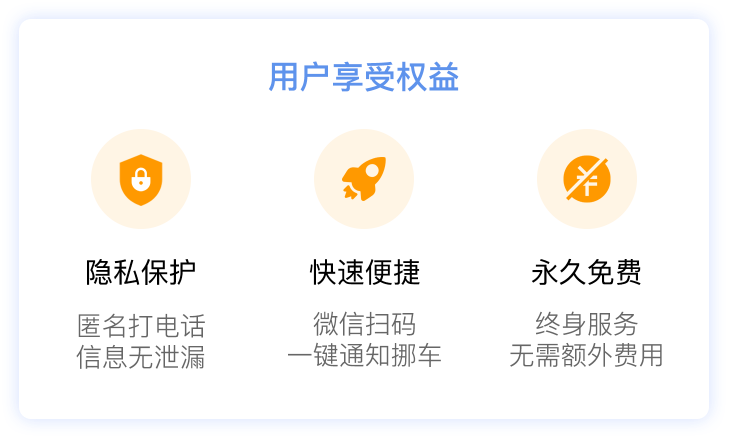 用户享受权益
隐私保护
匿名打电话
信息无泄漏
快速便捷
微信扫码
一键通知挪车
永久免费
终身服务
无需额外费用